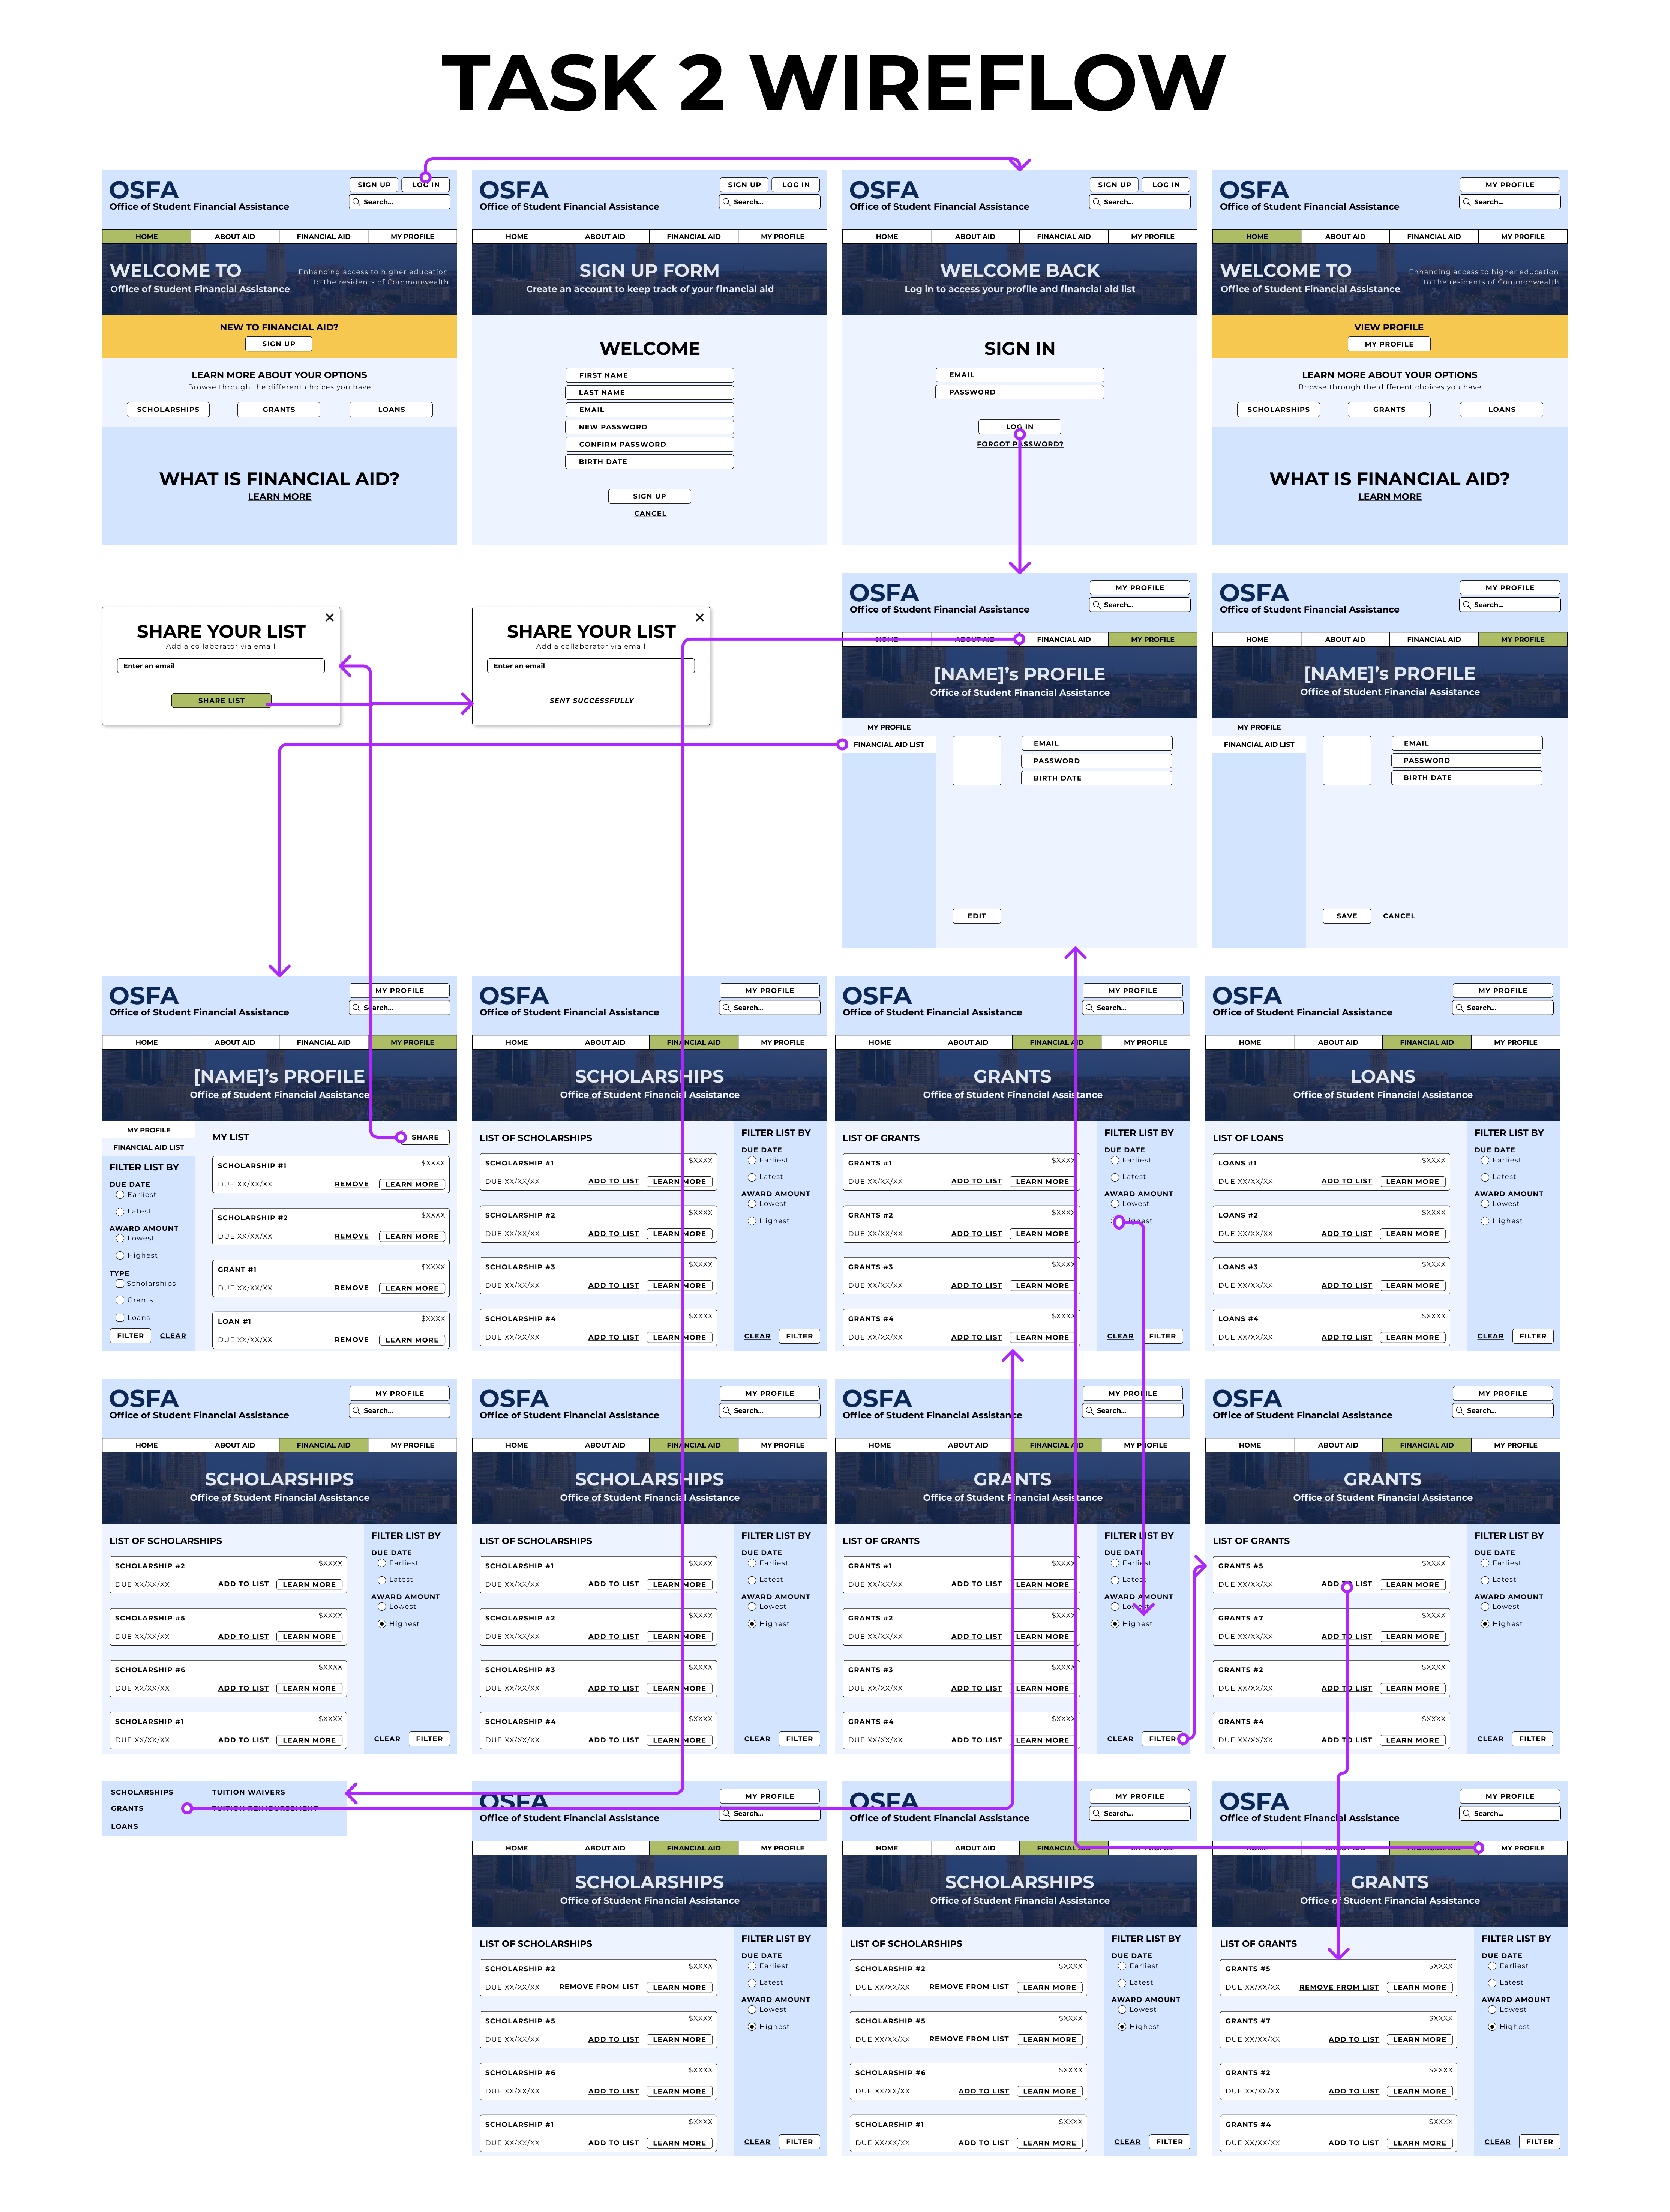 TASK 2 WIREFLOW
OSFA
Office of Student Financial Assistance
SIGN UP
LOG IN
Search...
HOME
ABOUT AID
FINANCIAL AID
MY PROFILE
WELCOME TO
Office of Student Financial Assistance
Enhancing access to higher education
to the residents of Commonwealth
NEW TO FINANCIAL AID?
SIGN UP
LEARN MORE ABOUT YOUR OPTIONS
Browse through the different choices you have
SCHOLARSHIPS
GRANTS
LOANS
WHAT IS FINANCIAL AID?
LEARN MORE
OSFA
Office of Student Financial Assistance
SIGN UP
LOG IN
Search...
HOME
ABOUT AID
FINANCIAL AID
MY PROFILE
SIGN UP FORM
Create an account to keep track of your financial aid
WELCOME
FIRST NAME
LAST NAME
EMAIL
NEW PASSWORD
CONFIRM PASSWORD
BIRTH DATE
SIGN UP
CANCEL
OSFA
Office of Student Financial Assistance
SIGN UP
LOG IN
Search...
HOME
ABOUT AID
FINANCIAL AID
MY PROFILE
WELCOME BACK
Log in to access your profile and financial aid list
SIGN IN
EMAIL
PASSWORD
LOG IN
FORGOT PASSWORD?
OSFA
Office of Student Financial Assistance
MY PROFILE
Search...
HOME
ABOUT AID
FINANCIAL AID
MY PROFILE
WELCOME TO
Office of Student Financial Assistance
Enhancing access to higher education
to the residents of Commonwealth
VIEW PROFILE
MY PROFILE
LEARN MORE ABOUT YOUR OPTIONS
Browse through the different choices you have
SCHOLARSHIPS
GRANTS
LOANS
WHAT IS FINANCIAL AID?
LEARN MORE
SHARE YOUR LIST
Add a collaborator via email
Enter an email
SHARE LIST
SHARE YOUR LIST
Add a collaborator via email
Enter an email
SENT SUCCESSFULLY
OSFA
Office of Student Financial Assistance
MY PROFILE
Search...
HOME
ABOUT AID
FINANCIAL AID
MY PROFILE
[NAME]'s PROFILE
Office of Student Financial Assistance
MY PROFILE
FINANCIAL AID LIST
EMAIL
PASSWORD
BIRTH DATE
EDIT
OSFA
Office of Student Financial Assistance
MY PROFILE
Search...
HOME
ABOUT AID
FINANCIAL AID
MY PROFILE
[NAME]'s PROFILE
Office of Student Financial Assistance
MY PROFILE
FINANCIAL AID LIST
EMAIL
PASSWORD
BIRTH DATE
SAVE
CANCEL
OSFA
Office of Student Financial Assistance
MY PROFILE
Search...
HOME
ABOUT AID
FINANCIAL AID
MY PROFILE
[NAME]'s PROFILE
Office of Student Financial Assistance
MY PROFILE
FINANCIAL AID LIST
FILTER LIST BY
DUE DATE
Earliest
Latest
AWARD AMOUNT
Lowest
Highest
TYPE
Scholarships
Grants
Loans
FILTER
CLEAR
MY LIST
SHARE
SCHOLARSHIP #1 $XXXX
DUE XX/XX/XX REMOVE LEARN MORE
SCHOLARSHIP #2 $XXXX
DUE XX/XX/XX REMOVE LEARN MORE
GRANT #1 $XXXX
DUE XX/XX/XX REMOVE LEARN MORE
LOAN #1 $XXXX
DUE XX/XX/XX REMOVE LEARN MORE
OSFA
Office of Student Financial Assistance
MY PROFILE
Search...
HOME
ABOUT AID
FINANCIAL AID
MY PROFILE
SCHOLARSHIPS
Office of Student Financial Assistance
LIST OF SCHOLARSHIPS
SCHOLARSHIP #1 $XXXX
DUE XX/XX/XX ADD TO LIST LEARN MORE
SCHOLARSHIP #2 $XXXX
DUE XX/XX/XX ADD TO LIST LEARN MORE
SCHOLARSHIP #3 $XXXX
DUE XX/XX/XX ADD TO LIST LEARN MORE
SCHOLARSHIP #4 $XXXX
DUE XX/XX/XX ADD TO LIST LEARN MORE
FILTER LIST BY
DUE DATE
Earliest
Latest
AWARD AMOUNT
Lowest
Highest
CLEAR
FILTER
OSFA
Office of Student Financial Assistance
MY PROFILE
Search...
HOME
ABOUT AID
FINANCIAL AID
MY PROFILE
GRANTS
Office of Student Financial Assistance
LIST OF GRANTS
GRANTS #1 $XXXX
DUE XX/XX/XX ADD TO LIST LEARN MORE
GRANTS #2 $XXXX
DUE XX/XX/XX ADD TO LIST LEARN MORE
GRANTS #3 $XXXX
DUE XX/XX/XX ADD TO LIST LEARN MORE
GRANTS #4 $XXXX
DUE XX/XX/XX ADD TO LIST LEARN MORE
FILTER LIST BY
DUE DATE
Earliest
Latest
AWARD AMOUNT
Lowest
Highest
CLEAR
FILTER
OSFA
Office of Student Financial Assistance
MY PROFILE
Search...
HOME
ABOUT AID
FINANCIAL AID
MY PROFILE
LOANS
Office of Student Financial Assistance
LIST OF LOANS
LOANS #1 $XXXX
DUE XX/XX/XX ADD TO LIST LEARN MORE
LOANS #2 $XXXX
DUE XX/XX/XX ADD TO LIST LEARN MORE
LOANS #3 $XXXX
DUE XX/XX/XX ADD TO LIST LEARN MORE
LOANS #4 $XXXX
DUE XX/XX/XX ADD TO LIST LEARN MORE
FILTER LIST BY
DUE DATE
Earliest
Latest
AWARD AMOUNT
Lowest
Highest
CLEAR
FILTER
OSFA
Office of Student Financial Assistance
MY PROFILE
Search...
HOME
ABOUT AID
FINANCIAL AID
MY PROFILE
SCHOLARSHIPS
Office of Student Financial Assistance
LIST OF SCHOLARSHIPS
SCHOLARSHIP #2 $XXXX
DUE XX/XX/XX ADD TO LIST LEARN MORE
SCHOLARSHIP #5 $XXXX
DUE XX/XX/XX ADD TO LIST LEARN MORE
SCHOLARSHIP #6 $XXXX
DUE XX/XX/XX ADD TO LIST LEARN MORE
SCHOLARSHIP #1 $XXXX
DUE XX/XX/XX ADD TO LIST LEARN MORE
FILTER LIST BY
DUE DATE
Earliest
Latest
AWARD AMOUNT
Lowest
Highest
CLEAR
FILTER
OSFA
Office of Student Financial Assistance
MY PROFILE
Search...
HOME
ABOUT AID
FINANCIAL AID
MY PROFILE
SCHOLARSHIPS
Office of Student Financial Assistance
LIST OF SCHOLARSHIPS
SCHOLARSHIP #1 $XXXX
DUE XX/XX/XX ADD TO LIST LEARN MORE
SCHOLARSHIP #2 $XXXX
DUE XX/XX/XX ADD TO LIST LEARN MORE
SCHOLARSHIP #3 $XXXX
DUE XX/XX/XX ADD TO LIST LEARN MORE
SCHOLARSHIP #4 $XXXX
DUE XX/XX/XX ADD TO LIST LEARN MORE
FILTER LIST BY
DUE DATE
Earliest
Latest
AWARD AMOUNT
Lowest
Highest
CLEAR
FILTER
OSFA
Office of Student Financial Assistance
MY PROFILE
Search...
HOME
ABOUT AID
FINANCIAL AID
MY PROFILE
GRANTS
Office of Student Financial Assistance
LIST OF GRANTS
GRANTS #1 $XXXX
DUE XX/XX/XX ADD TO LIST LEARN MORE
GRANTS #2 $XXXX
DUE XX/XX/XX ADD TO LIST LEARN MORE
GRANTS #3 $XXXX
DUE XX/XX/XX ADD TO LIST LEARN MORE
GRANTS #4 $XXXX
DUE XX/XX/XX ADD TO LIST LEARN MORE
FILTER LIST BY
DUE DATE
Earliest
Latest
AWARD AMOUNT
Lowest
Highest
CLEAR
FILTER
OSFA
Office of Student Financial Assistance
MY PROFILE
Search...
HOME
ABOUT AID
FINANCIAL AID
MY PROFILE
GRANTS
Office of Student Financial Assistance
LIST OF GRANTS
GRANTS #5 $XXXX
DUE XX/XX/XX ADD TO LIST LEARN MORE
GRANTS #7 $XXXX
DUE XX/XX/XX ADD TO LIST LEARN MORE
GRANTS #2 $XXXX
DUE XX/XX/XX ADD TO LIST LEARN MORE
GRANTS #4 $XXXX
DUE XX/XX/XX ADD TO LIST LEARN MORE
FILTER LIST BY
DUE DATE
Earliest
Latest
AWARD AMOUNT
Lowest
Highest
CLEAR
FILTER
SCHOLARSHIPS TUITION WAIVERS
GRANTS TUITION REIMBURSEMENT
LOANS
OSFA
Office of Student Financial Assistance
MY PROFILE
Search...
HOME
ABOUT AID
FINANCIAL AID
MY PROFILE
SCHOLARSHIPS
Office of Student Financial Assistance
LIST OF SCHOLARSHIPS
SCHOLARSHIP #2 $XXXX
DUE XX/XX/XX REMOVE FROM LIST LEARN MORE
SCHOLARSHIP #5 $XXXX
DUE XX/XX/XX ADD TO LIST LEARN MORE
SCHOLARSHIP #6 $XXXX
DUE XX/XX/XX ADD TO LIST LEARN MORE
SCHOLARSHIP #1 $XXXX
DUE XX/XX/XX ADD TO LIST LEARN MORE
FILTER LIST BY
DUE DATE
Earliest
Latest
AWARD AMOUNT
Lowest
Highest
CLEAR
FILTER
OSFA
Office of Student Financial Assistance
MY PROFILE
Search...
HOME
ABOUT AID
FINANCIAL AID
MY PROFILE
SCHOLARSHIPS
Office of Student Financial Assistance
LIST OF SCHOLARSHIPS
SCHOLARSHIP #2 $XXXX
DUE XX/XX/XX REMOVE FROM LIST LEARN MORE
SCHOLARSHIP #5 $XXXX
DUE XX/XX/XX REMOVE FROM LIST LEARN MORE
SCHOLARSHIP #6 $XXXX
DUE XX/XX/XX ADD TO LIST LEARN MORE
SCHOLARSHIP #1 $XXXX
DUE XX/XX/XX ADD TO LIST LEARN MORE
FILTER LIST BY
DUE DATE
Earliest
Latest
AWARD AMOUNT
Lowest
Highest
CLEAR
FILTER
OSFA
Office of Student Financial Assistance
MY PROFILE
Search...
HOME
ABOUT AID
FINANCIAL AID
MY PROFILE
GRANTS
Office of Student Financial Assistance
LIST OF GRANTS
GRANTS #5 $XXXX
DUE XX/XX/XX REMOVE FROM LIST LEARN MORE
GRANTS #7 $XXXX
DUE XX/XX/XX ADD TO LIST LEARN MORE
GRANTS #2 $XXXX
DUE XX/XX/XX ADD TO LIST LEARN MORE
GRANTS #4 $XXXX
DUE XX/XX/XX ADD TO LIST LEARN MORE
FILTER LIST BY
DUE DATE
Earliest
Latest
AWARD AMOUNT
Lowest
Highest
CLEAR
FILTER